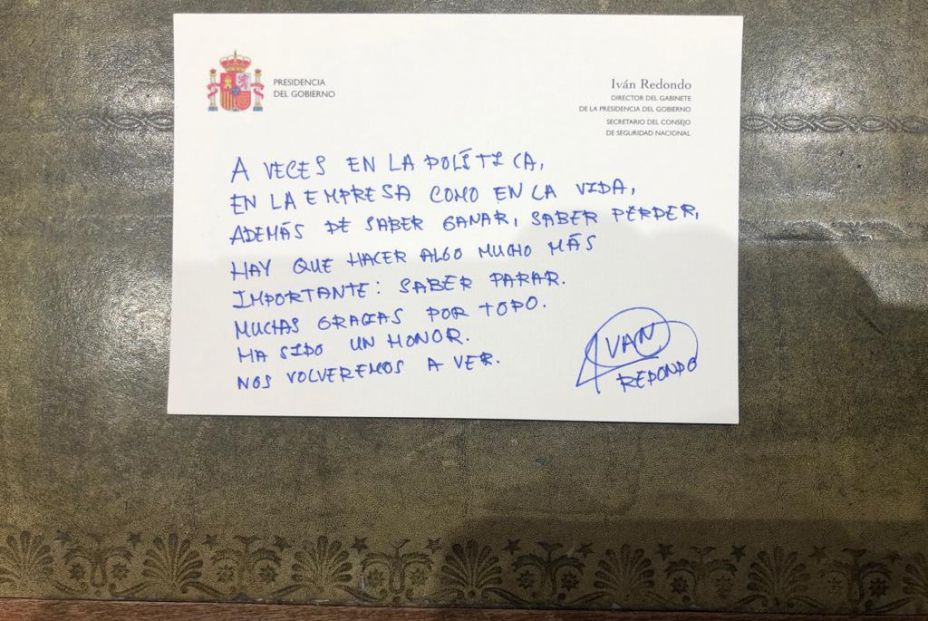 PRESIDENCIA
DEL GOBIERNO
Iván Redondo
DIRECTOR DEL GABINETE
DE LA PRESIDENCIA DEL GOBIERNO
SECRETARIO DEL CONSEJO
DE SEGURIDAD NACIONAL
A VECES EN LA POLÍTICA,
EN LA EMPRESA COMO EN LA VIDA,
ADEMÁS DE SABER GANAR, SABER PERDER,
HAY QUE HACER ALGO MUCHO MÁS
IMPORTANTE: SABER PARAR.
MUCHAS GRACIAS POR TODO.
HA SIDO UN HONOR.
NOS VOLVEREMOS A VER.
IVAN
REDONDO